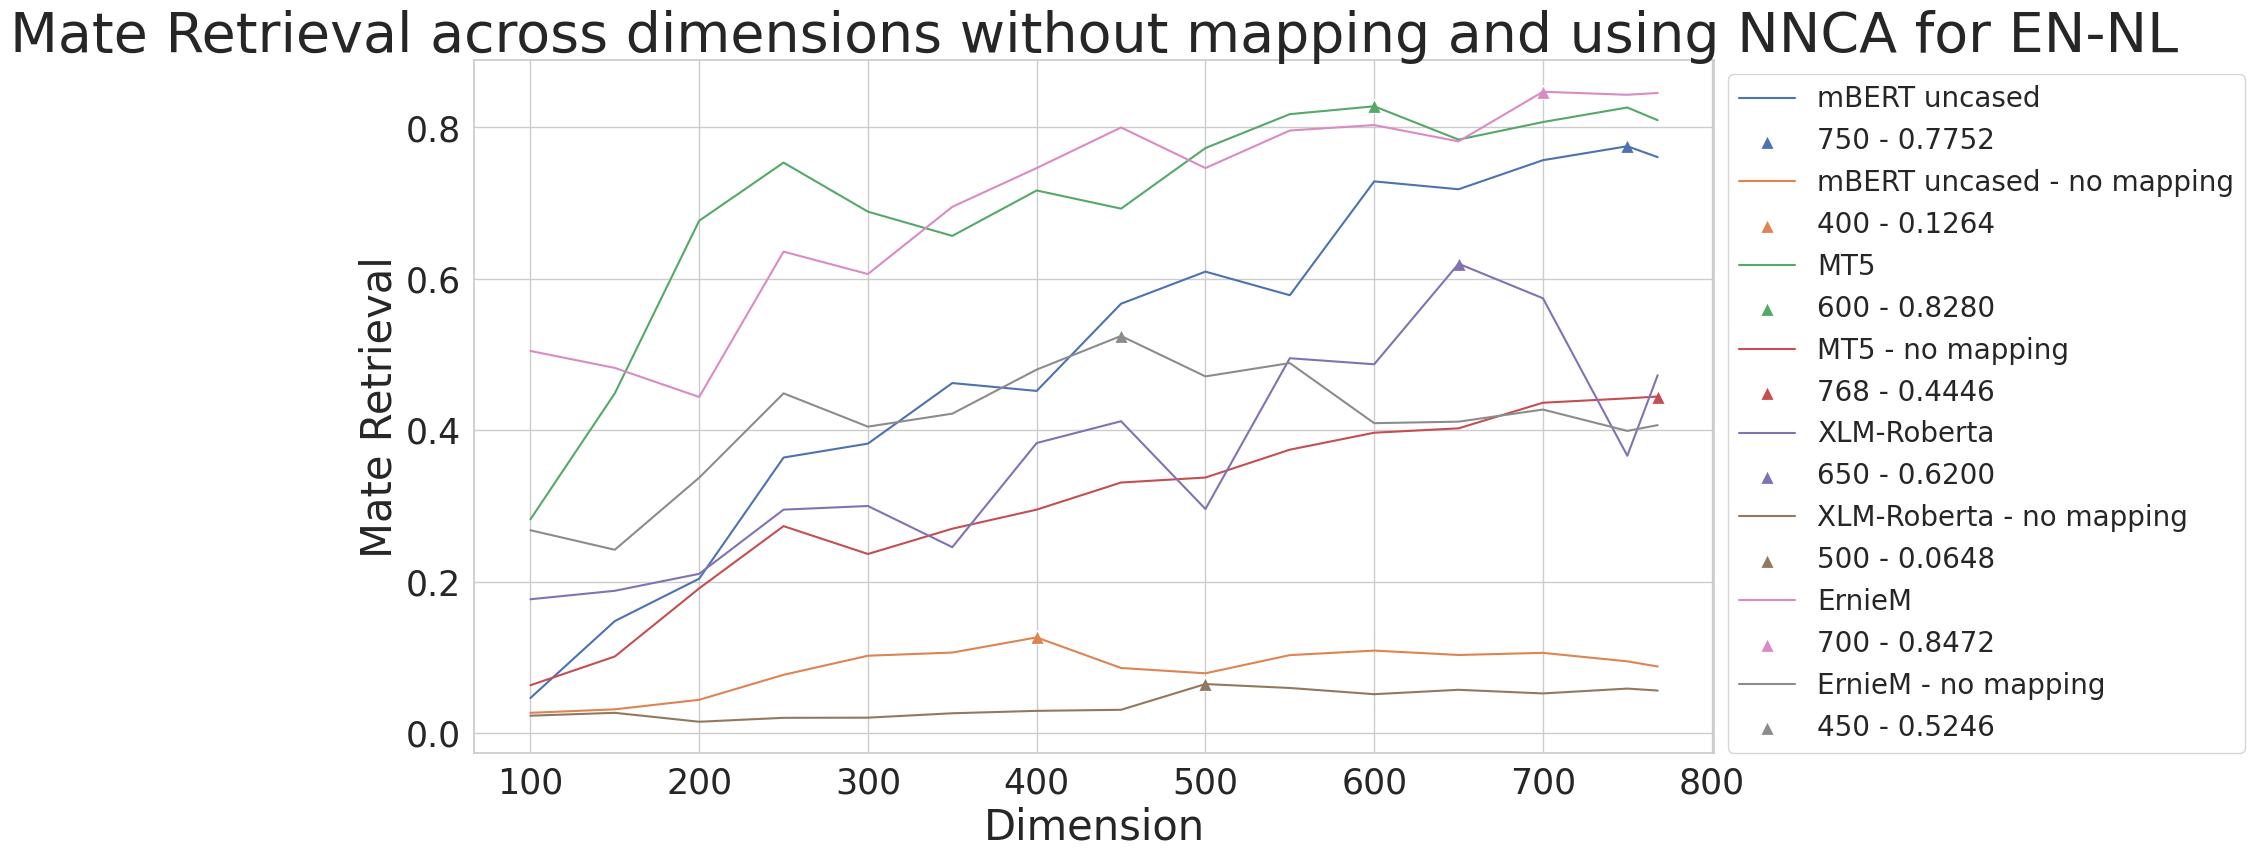 Mate Retrieval across dimensions without mapping and using NNCA for EN-NL
Mate Retrieval
0.8
0.6
0.4
0.2
0.0
100 200 300 400 500 600 700 800
Dimension
mBERT uncased
750 - 0.7752
mBERT uncased - no mapping
400 - 0.1264
MT5
600 - 0.8280
MT5 - no mapping
768 - 0.4446
XLM-Roberta
650 - 0.6200
XLM-Roberta - no mapping
500 - 0.0648
ErnieM
700 - 0.8472
ErnieM - no mapping
450 - 0.5246